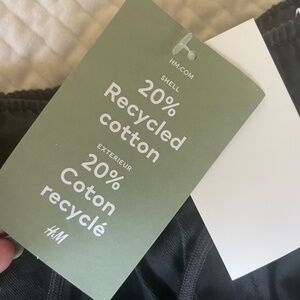 HM.COM
SHELL
20%
Recycled
cotton
EXTERIEUR
20%
Coton
recyclé
H&M